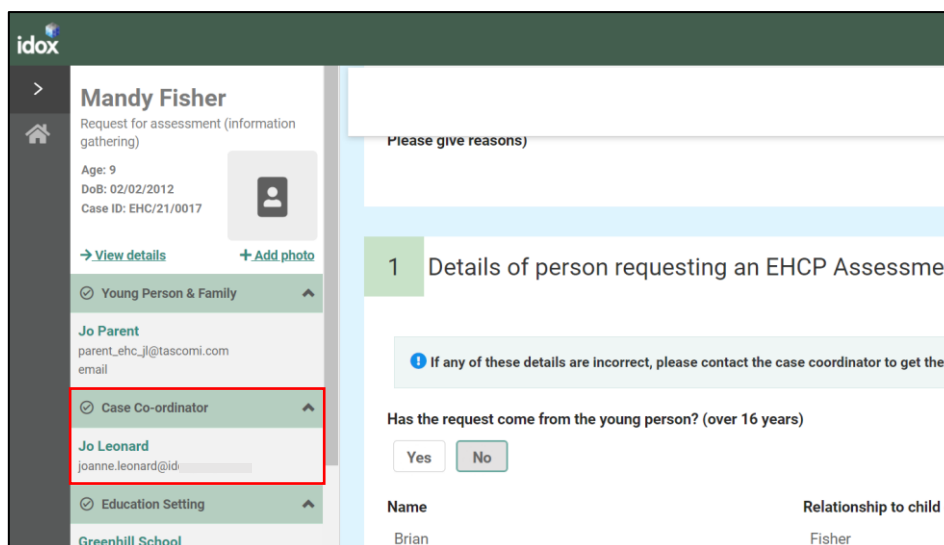 idox
Mandy Fisher
Request for assessment (information
gathering)
Age: 9
DoB: 02/02/2012
Case ID: EHC/21/0017
View details
Add photo
Young Person & Family
Jo Parent
parent_ehc_jl@tascomi.com
email
Case Co-ordinator
Jo Leonard
joanne.leonard@id
Education Setting
Greenhill School
Please give reasons)
1 Details of person requesting an EHCP Assessme
If any of these details are incorrect, please contact the case coordinator to get the
Has the request come from the young person? (over 16 years)
Yes No
Name
Relationship to child
Brian
Fisher